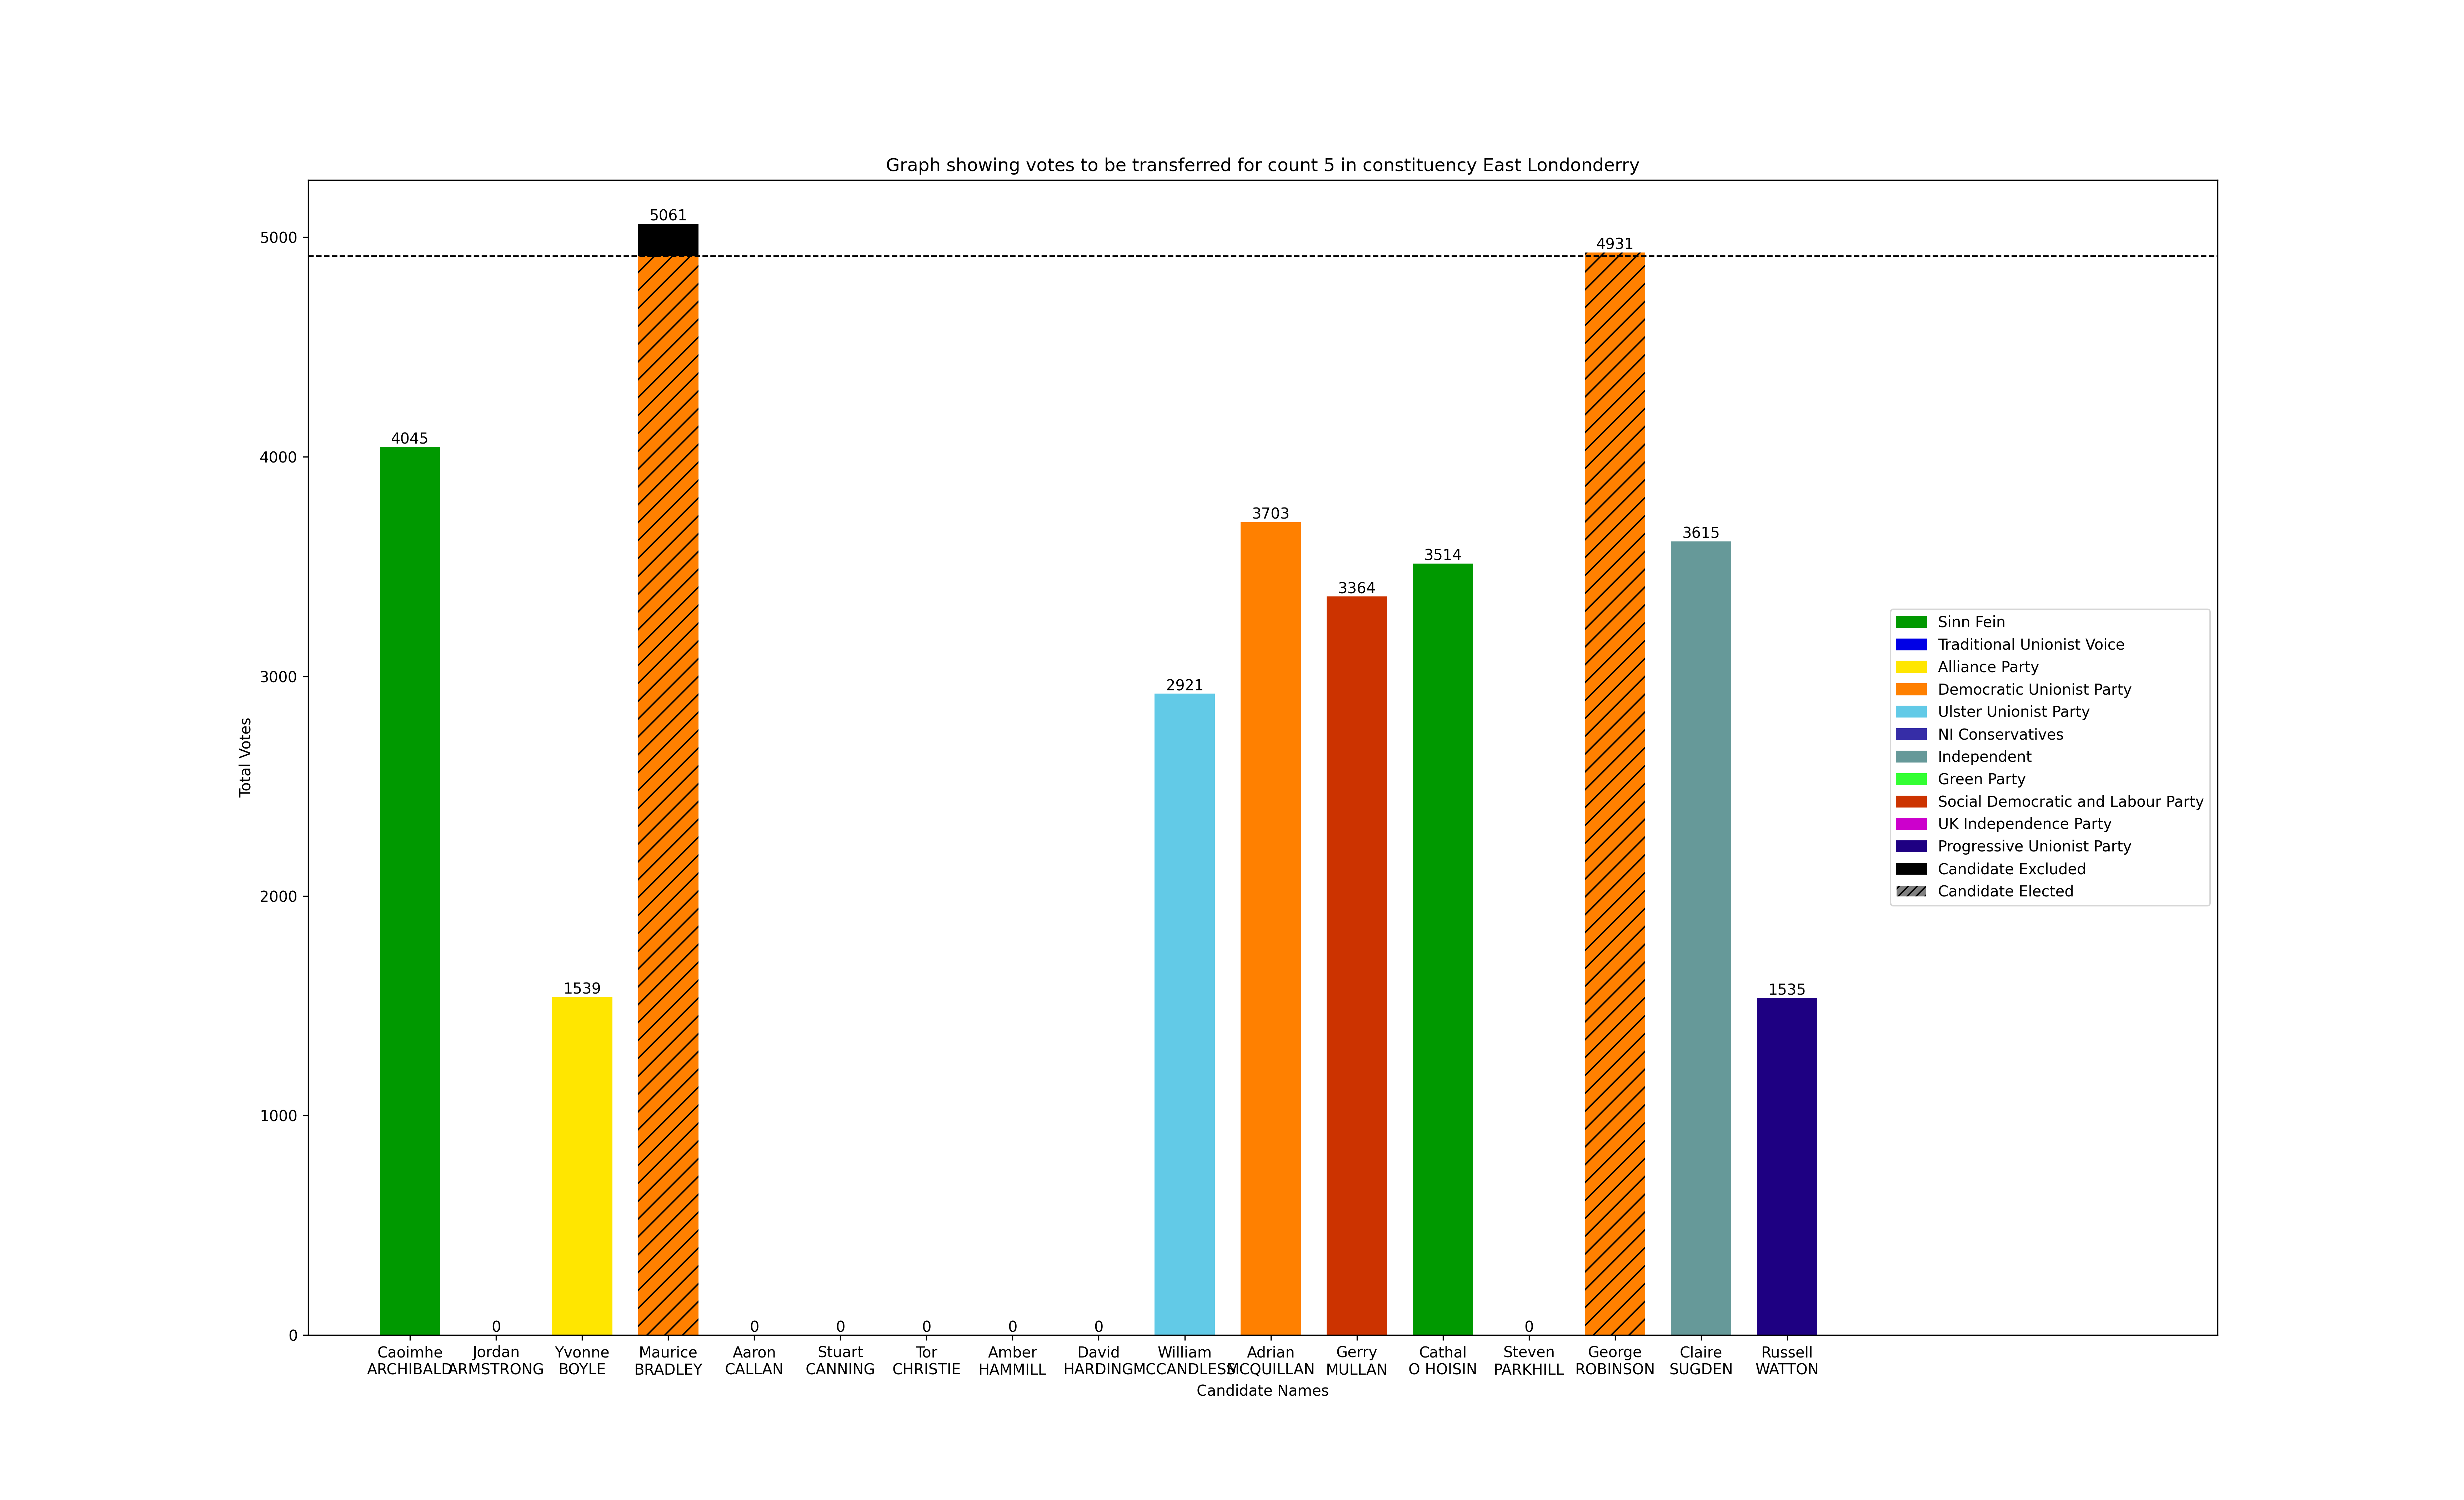 Graph showing votes to be transferred for count 5 in constituency East Londonderry
5061
5000
4931
4045
4000
3703
3615
3514
3364
3000
2921
Total Votes
2000
1539
1535
1000
0
0
0
0
0
0
0
0
Sinn Fein
Traditional Unionist Voice
Alliance Party
Democratic Unionist Party
Ulster Unionist Party
NI Conservatives
Independent
Green Party
Social Democratic and Labour Party
UK Independence Party
Progressive Unionist Party
Candidate Excluded
Candidate Elected
Caoimhe
ARCHIBALD
Jordan
ARMSTRONG
Yvonne
BOYLE
Maurice
BRADLEY
Aaron
CALLAN
Stuart
CANNING
Tor
CHRISTIE
Amber
HAMMILL
David
HARDING
William
MCCANDLESS
Adrian
MCQUILLAN
Gerry
MULLAN
Cathal
O HOISIN
Steven
PARKHILL
George
ROBINSON
Claire
SUGDEN
Russell
WATTON
Candidate Names